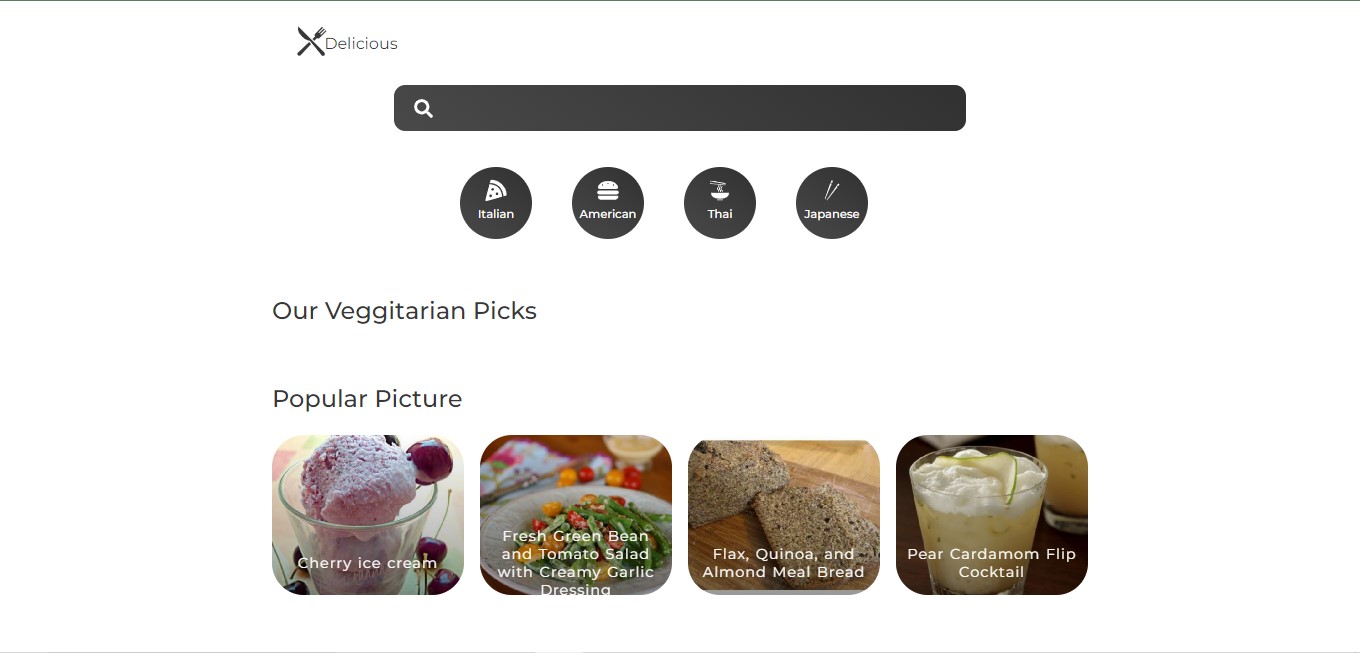 Delicious
Italian
American
Thai
Japanese
Our Veggitarian Picks
Popular Picture
Cherry ice cream
Fresh Green Bean
and Tomato Salad
with Creamy Garlic
Dressing
Flax, Quinoa, and
Almond Meal Bread
Pear Cardamom Flip
Cocktail